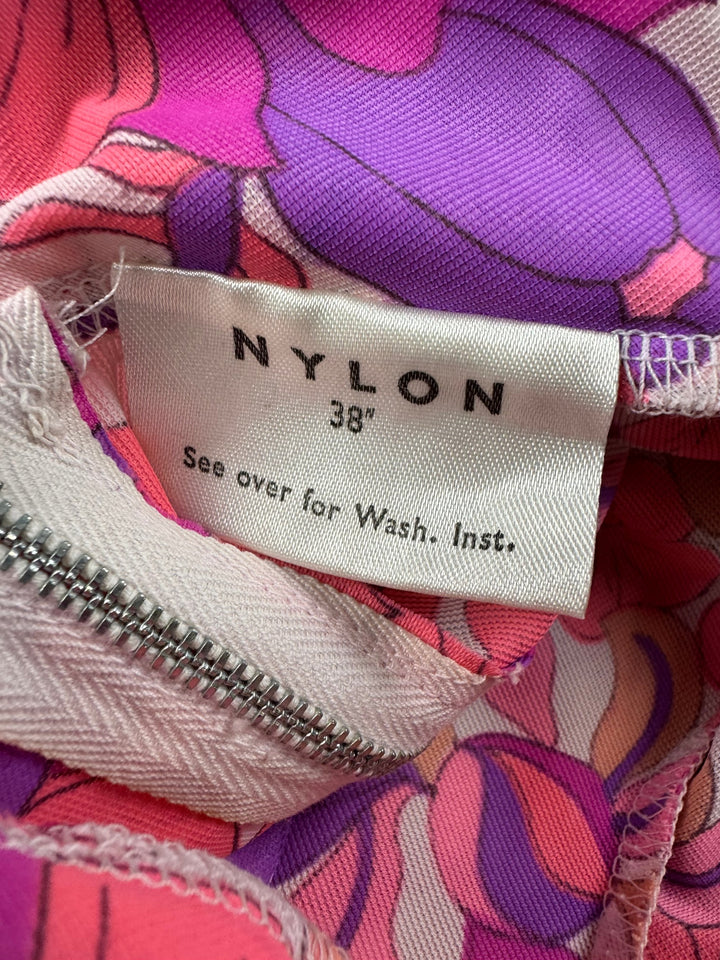 NYLON
38"
See over for Wash. Inst.